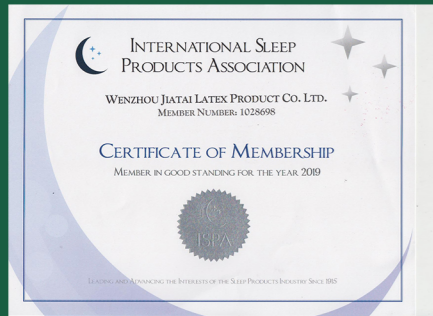 International Sleep
Products Association
Wenzhou Jiatai Latex Product Co. Ltd.
Member Number: 1028698
Certificate of Membership
Member in good standing for the year 2019
ISPA
Leading and Advancing the Interests of the Sleep Products Industry Since 1915